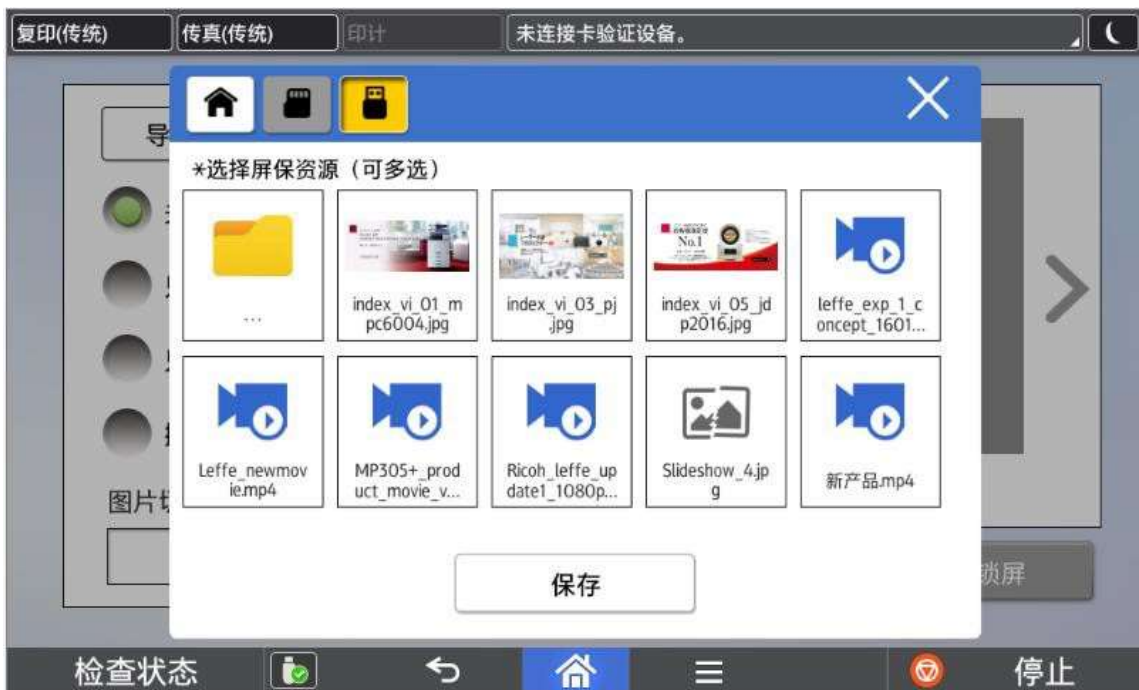 复印(传统)
传真(传统)
印计
未连接卡验证设备。
导
*选择屏保资源（可多选）
...
index_vi_01_m
pc6004.jpg
index_vi_03_pj
.jpg
No.1
index_vi_05_jd
p2016.jpg
leffe_exp_1_c
oncept_1601...
Leffe_newmov
ie.mp4
MP305+_prod
uct_movie_v...
Ricoh_leffe_up
date1_1080p...
Slideshow_4.jp
g
新产品.mp4
图片
保存
锁屏
检查状态
停止